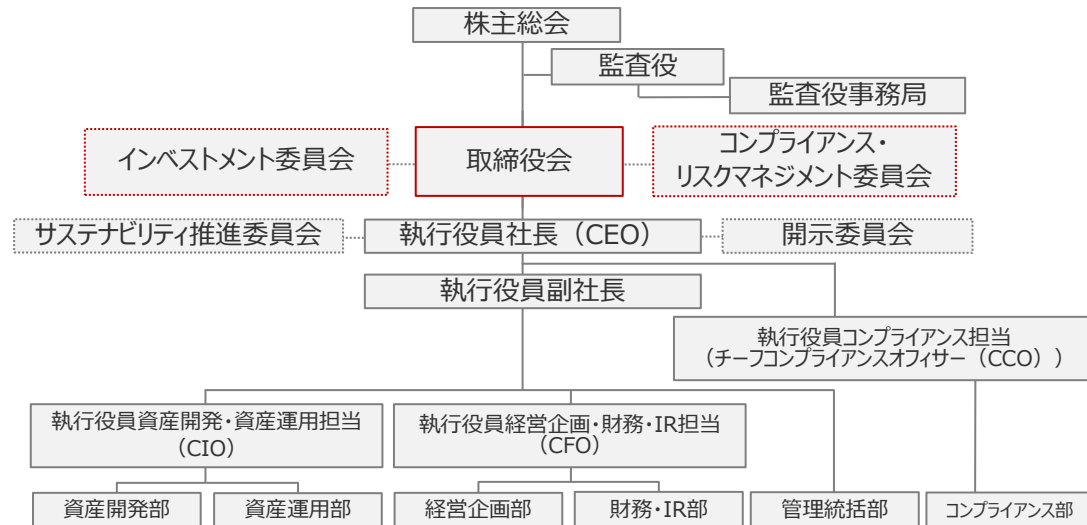 株主総会
監査役
監査役事務局
インベストメント委員会
取締役会
コンプライアンス・
リスクマネジメント委員会
サステナビリティ推進委員会
執行役員社長（CEO）
開示委員会
執行役員副社長
執行役員コンプライアンス担当
（チーフコンプライアンスオフィサー（CCO））
執行役員資産開発・資産運用担当
（CIO）
執行役員経営企画・財務・IR担当
（CFO）
資産開発部
資産運用部
経営企画部
財務・IR部
管理統括部
コンプライアンス部